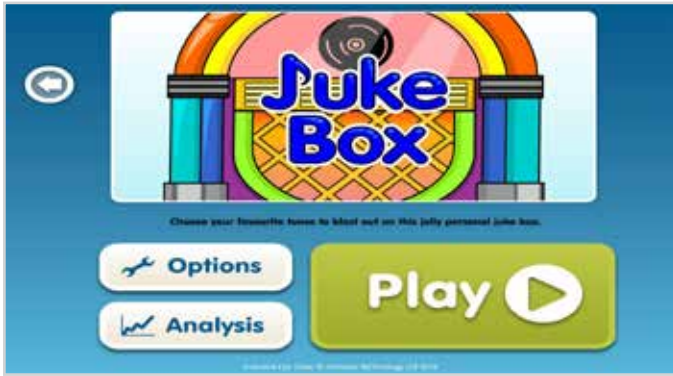 Juke
Box
Choose your favourite tunes to blast out on this jolly personal juke box.
Options
Play
Analysis